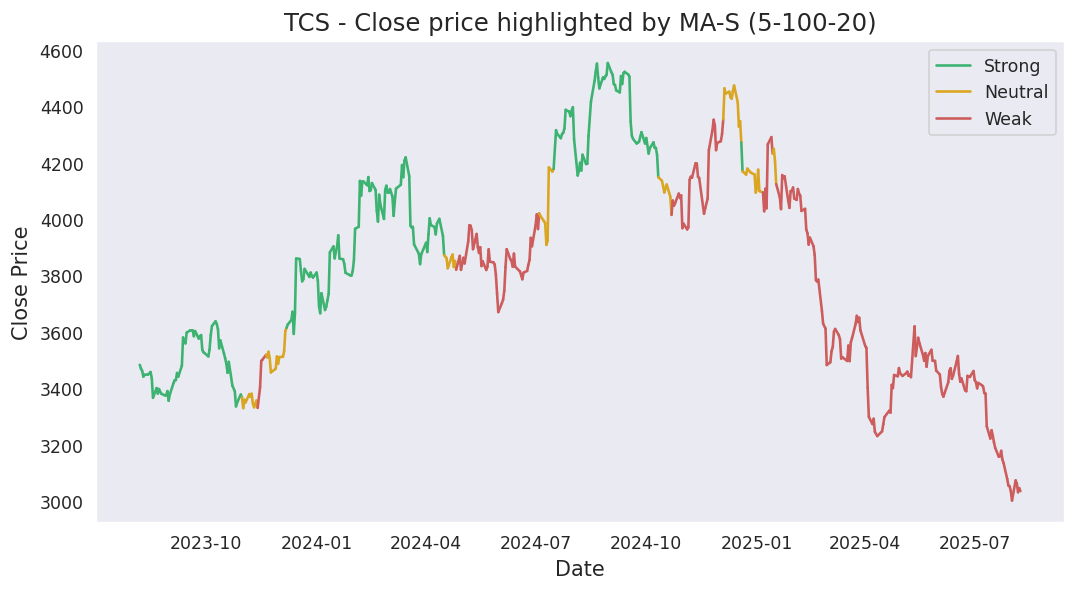 TCS - Close price highlighted by MA-S (5-100-20)
Strong
Neutral
Weak
4600
4400
4200
4000
3800
3600
3400
3200
3000
Close Price
2023-10 2024-01 2024-04 2024-07 2024-10 2025-01 2025-04 2025-07
Date